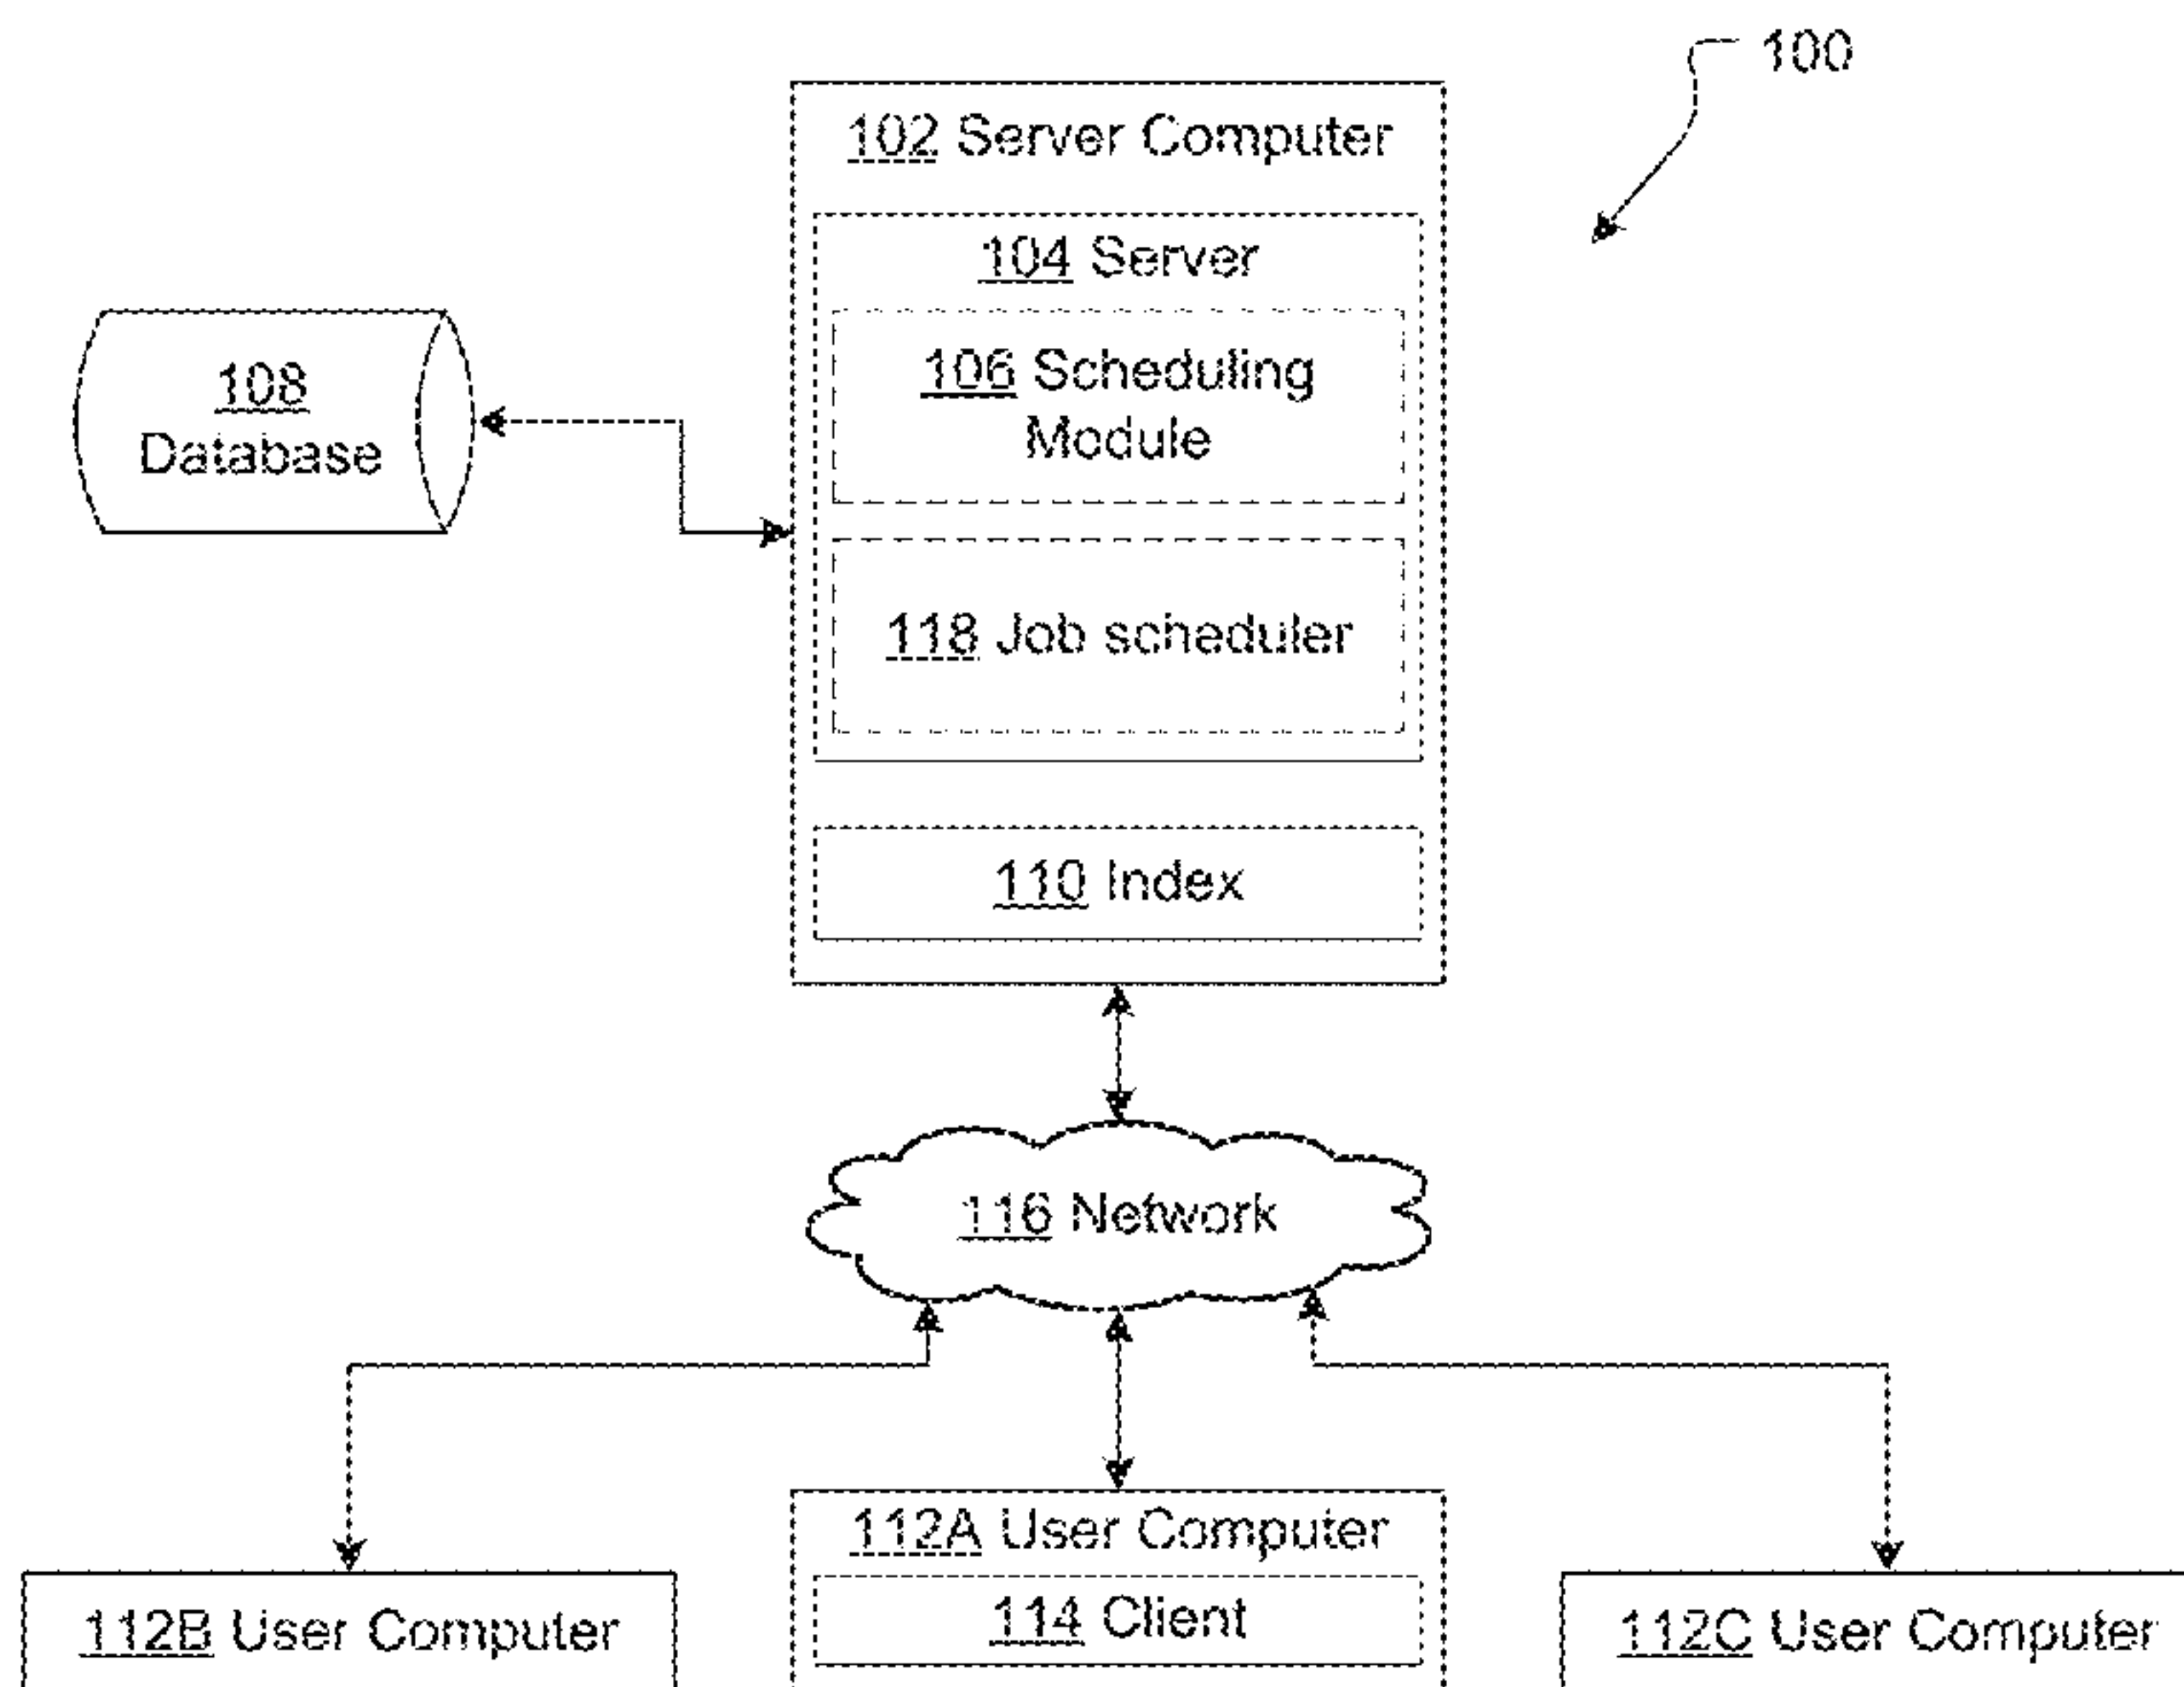 100
102 Server Computer
104 Server
106 Scheduling
Module
108
Database
118 Job scheduler
110 Index
116 Network
112A User Computer
114 Client
112B User Computer
112C User Computer